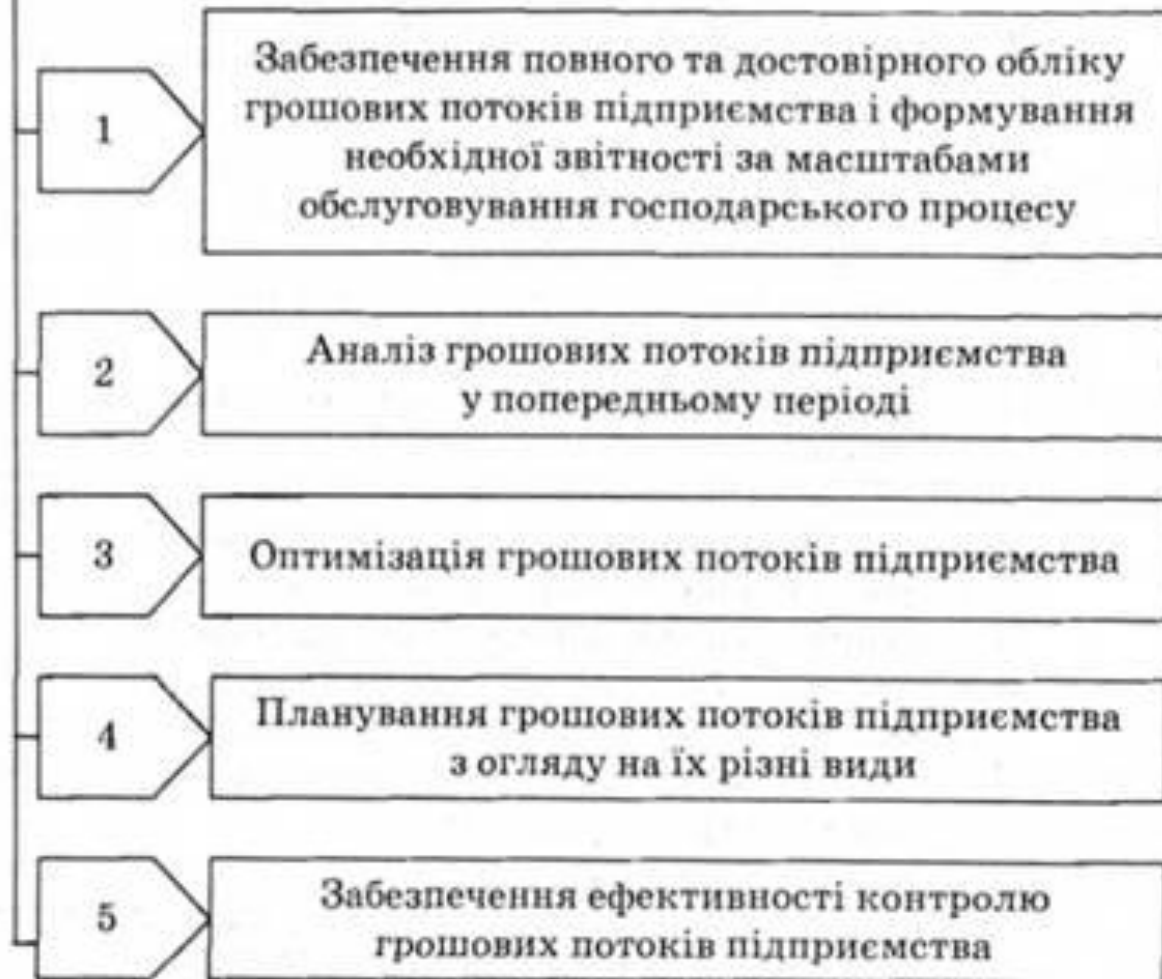 1
Забезпечення повного та достовірного обліку
грошових потоків підприємства і формування
необхідної звітності за масштабами
обслуговування господарського процесу
2
Аналіз грошових потоків підприємства
у попередньому періоді
3
Оптимізація грошових потоків підприємства
4
Планування грошових потоків підприємства
з огляду на їх різні види
5
Забезпечення ефективності контролю
грошових потоків підприємства